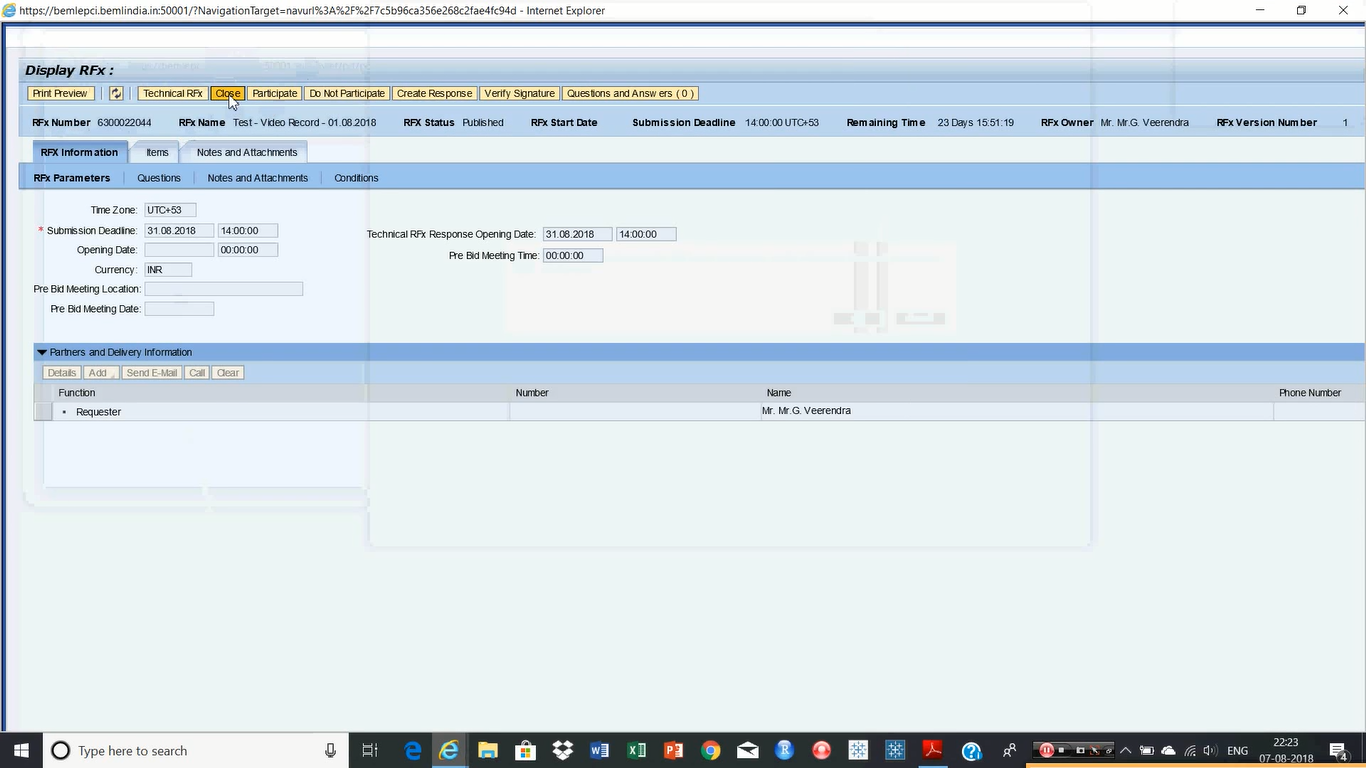 https://bemlepci.bemlindia.in:50001/?NavigationTarget=navurl%3A%2F%2F7c5b96ca356e268c2fae4fc94d - Internet Explorer
Display RFx :
Print Preview Technical RFx Close Participate Do Not Participate Create Response Verify Signature Questions and Answers ( 0 )
RFx Number 6300022044 RFx Name Test - Video Record - 01.08.2018 RFX Status Published RFx Start Date Submission Deadline 14:00:00 UTC+53 Remaining Time 23 Days 15:51:19 RFx Owner Mr. Mr.G. Veerendra RFx Version Number 1
RFX Information Items Notes and Attachments
RFx Parameters Questions Notes and Attachments Conditions
Time Zone: UTC+53
* Submission Deadline: 31.08.2018 14:00:00 Technical RFx Response Opening Date: 31.08.2018 14:00:00
Opening Date: 00:00:00 Pre Bid Meeting Time: 00:00:00
Currency: INR
Pre Bid Meeting Location:
Pre Bid Meeting Date:
Partners and Delivery Information
Details Add Send E-Mail Call Clear
Function Number Name Phone Number
• Requester Mr. Mr.G. Veerendra
Type here to search
ENG 22:23
07-08-2018 4